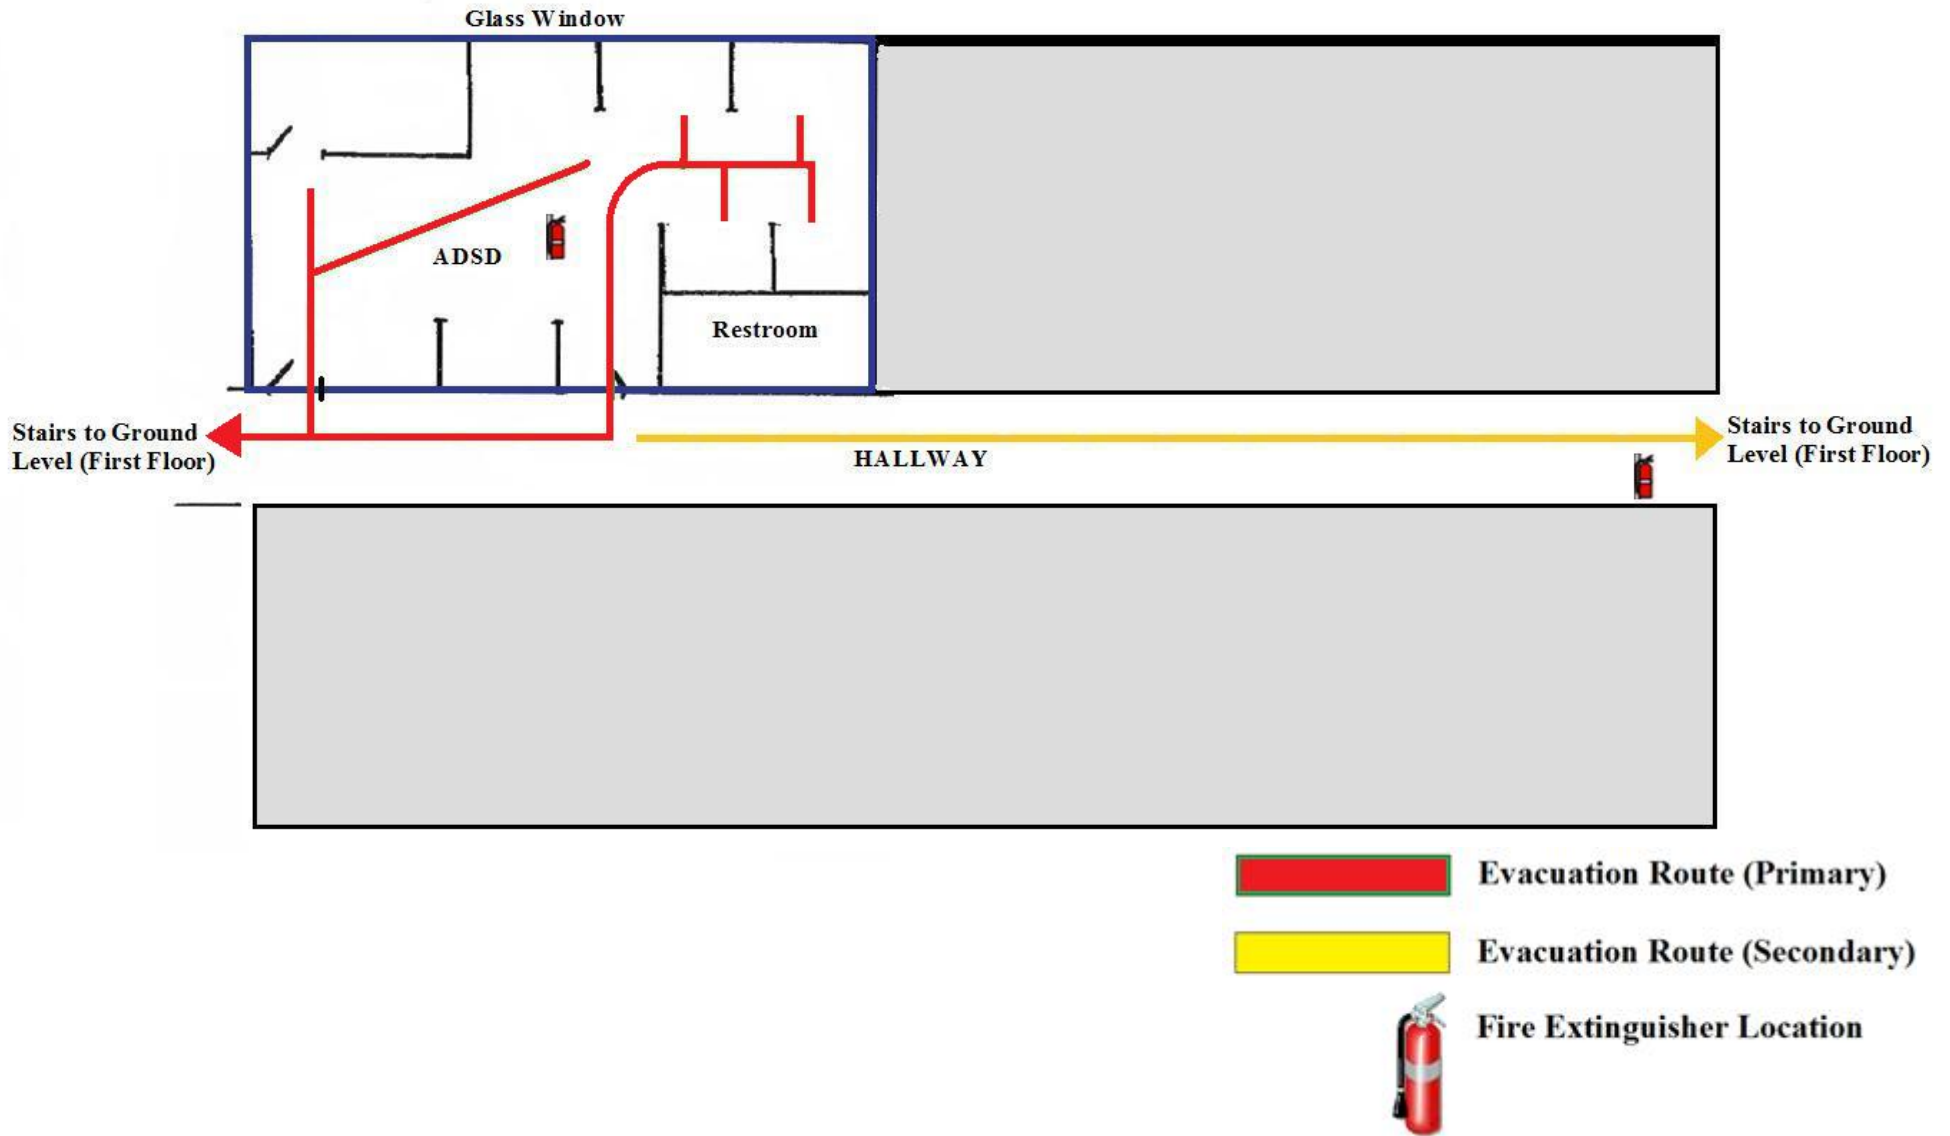 Glass Window
ADSD
Restroom
Stairs to Ground
Level (First Floor)
HALLWAY
Stairs to Ground
Level (First Floor)
Evacuation Route (Primary)
Evacuation Route (Secondary)
Fire Extinguisher Location